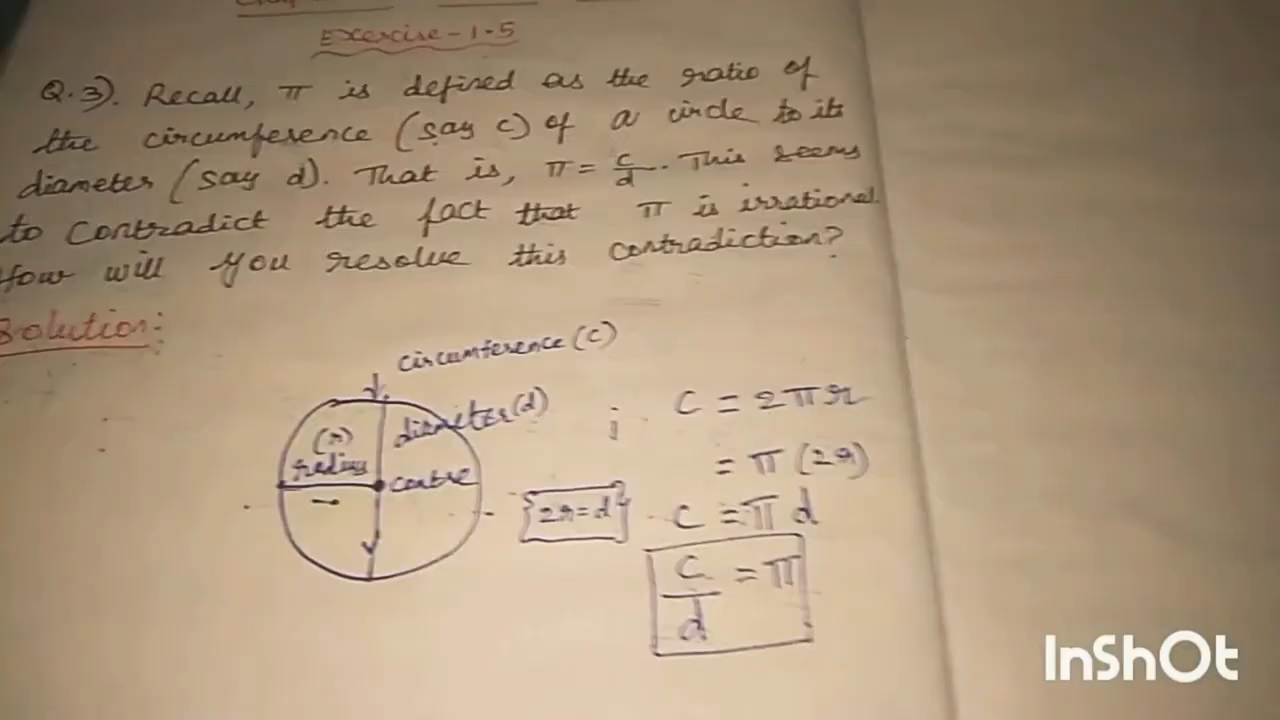 Exercise-1.5
Q.3). Recall, π is defined as the ratio of
the circumference (say c) of a circle to its
diameter (say d). That is, π = c/d. This seems
to contradict the fact that π is irrational.
How will you resolve this contradiction?
Solution:
circumference (c)
diameter (d)
(r)
radius
centre
{2r=d}
; C = 2πr
= π (2r)
C = π d
C/d = π
InShOt